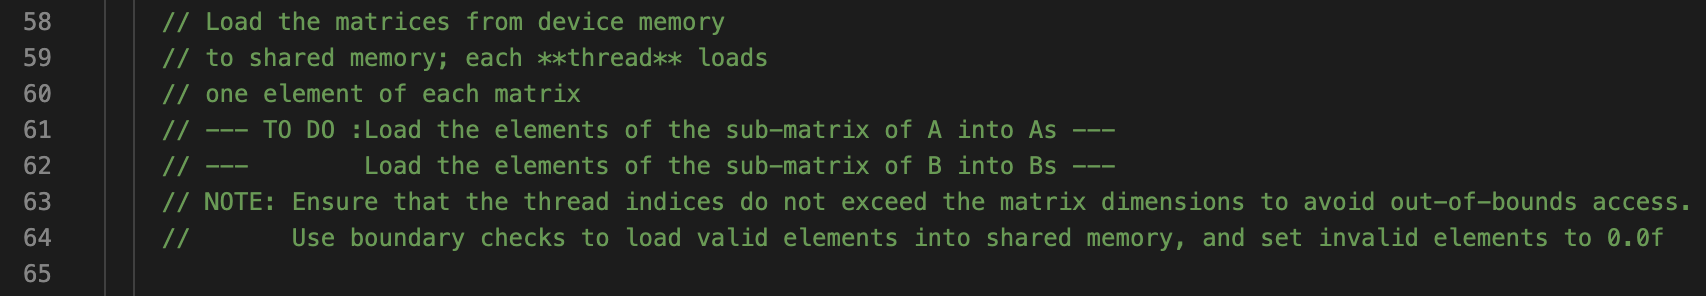 58 // Load the matrices from device memory
59 // to shared memory; each **thread** loads
60 // one element of each matrix
61 // --- TO DO :Load the elements of the sub-matrix of A into As ---
62 // ---        Load the elements of the sub-matrix of B into Bs ---
63 // NOTE: Ensure that the thread indices do not exceed the matrix dimensions to avoid out-of-bounds access.
64 //       Use boundary checks to load valid elements into shared memory, and set invalid elements to 0.0f
65